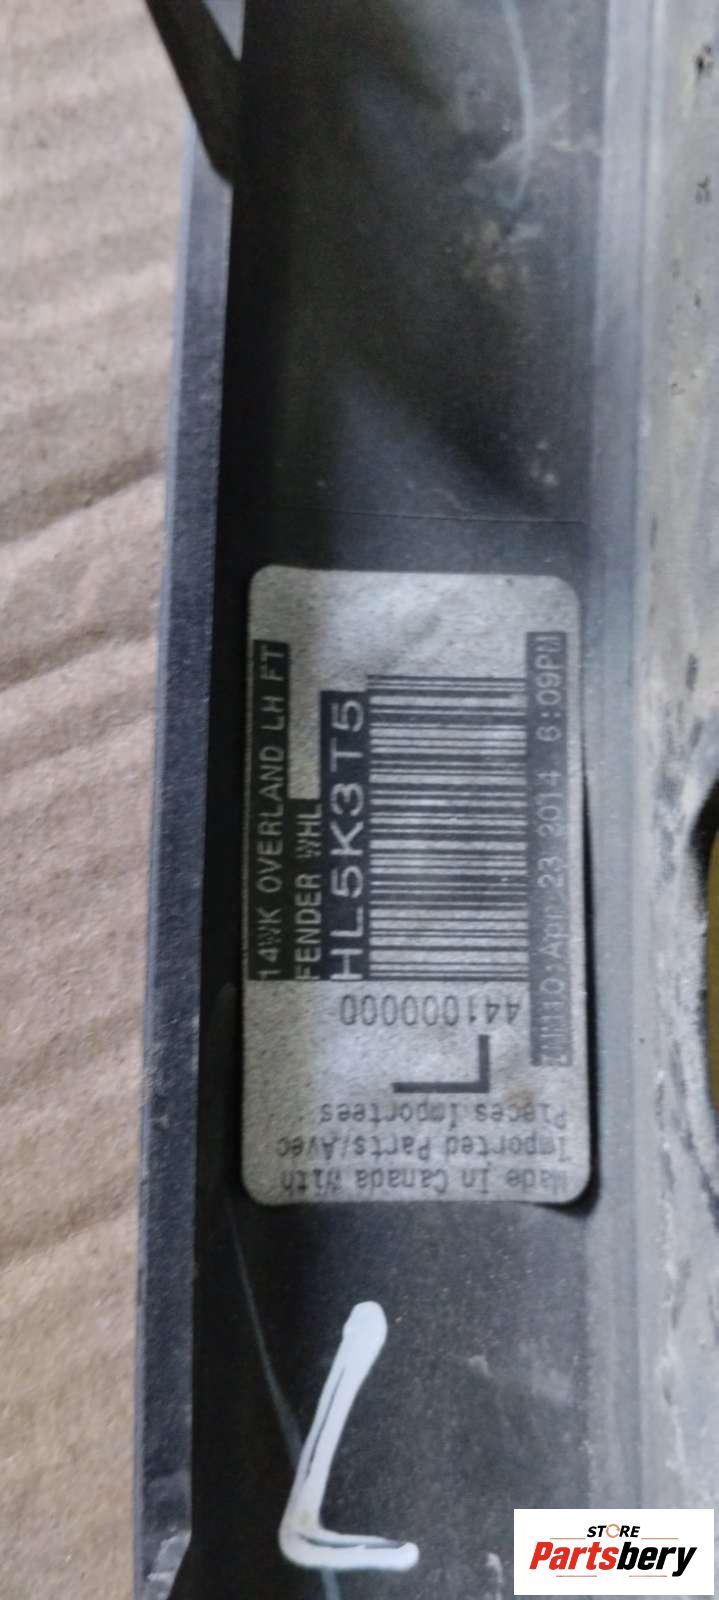 14WK OVERLAND LH FT
FENDER WHL
HL5K3T5
441000000
L
Apr 23 2014 6:09PM
Made In Canada With
Imported Parts/Avec
Pieces Importees
L
STORE
Partsbery